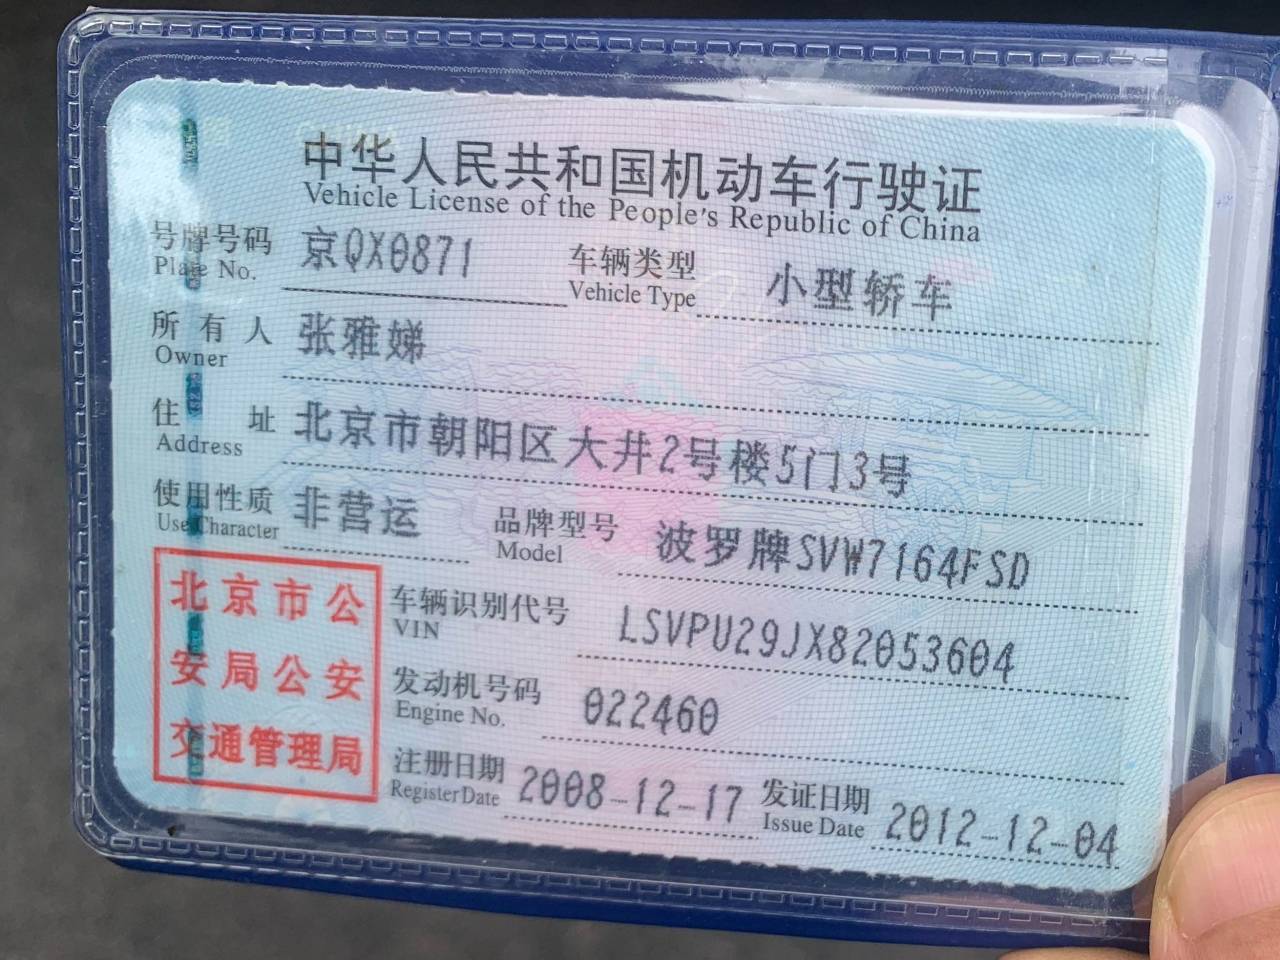 中华人民共和国机动车行驶证
Vehicle License of the People's Republic of China
号牌号码 京QX0871 车辆类型 小型轿车
Plate No. Vehicle Type
所有人 张雅娣
Owner
住址 北京市朝阳区大井2号楼5门3号
Address
使用性质 非营运 品牌型号 波罗牌SVW7164FSD
Use Character Model
北京市公
安局公安
交通管理局
车辆识别代号 LSVPU29JX82053604
VIN
发动机号码 022460
Engine No.
注册日期 2008-12-17 发证日期 2012-12-04
Register Date Issue Date